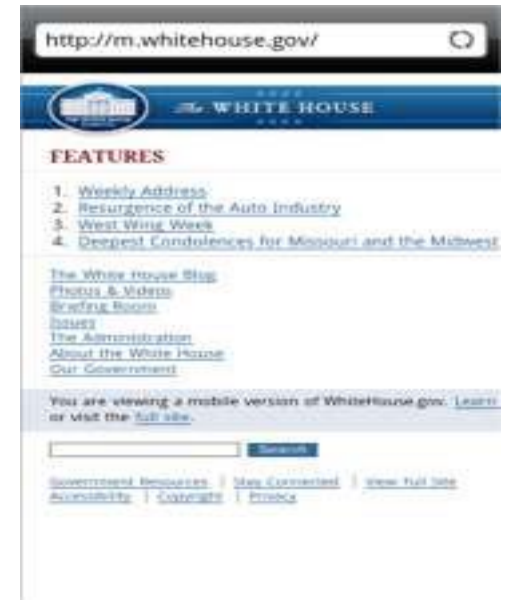 http://m.whitehouse.gov/
The WHITE HOUSE
FEATURES
1. Weekly Address
2. Resurgence of the Auto Industry
3. West Wing Week
4. Deepest Condolences for Missouri and the Midwest
The White House Blog
Photos & Videos
Briefing Room
Issues
The Administration
About the White House
Our Government
You are viewing a mobile version of WhiteHouse.gov. Learn
or visit the full site.
Search
Government Resources | Stay Connected | View Full Site
Accessibility | Copyright | Privacy